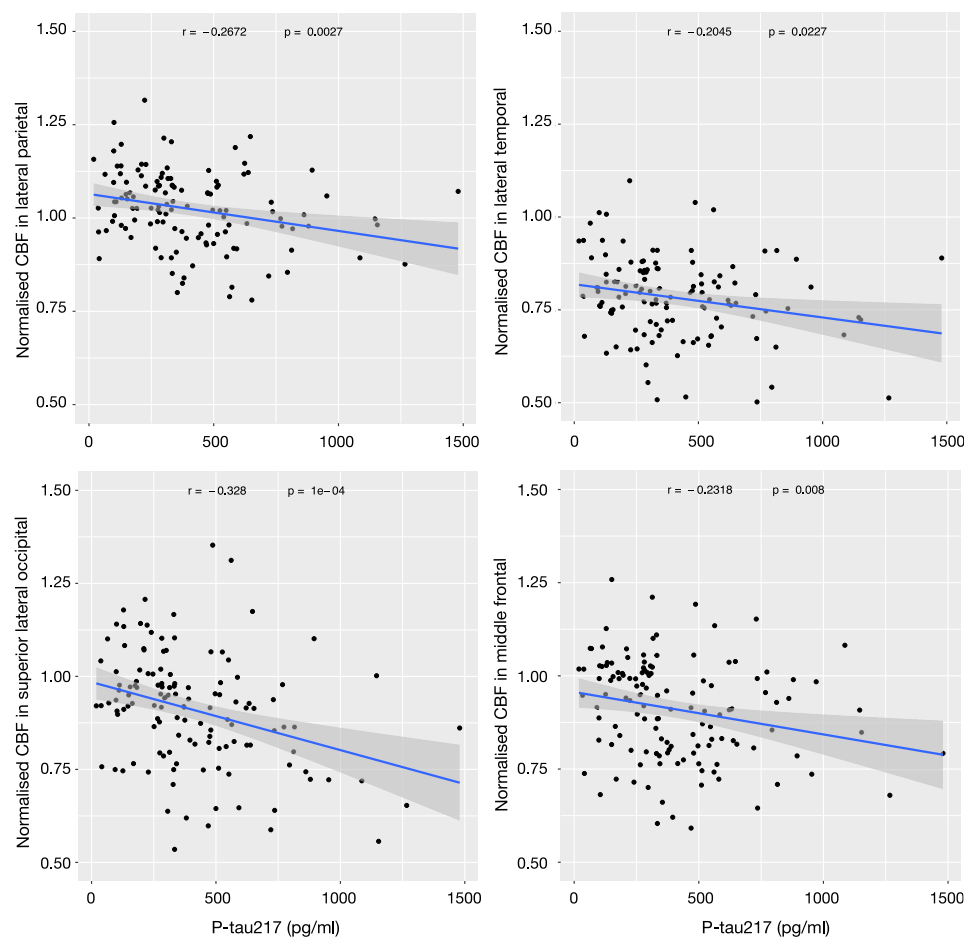 r = −0.2672 p = 0.0027
1.50
1.25
1.00
0.75
0.50
Normalised CBF in lateral parietal
0 500 1000 1500
r = −0.2045 p = 0.0227
1.50
1.25
1.00
0.75
0.50
Normalised CBF in lateral temporal
0 500 1000 1500
r = −0.328 p = 1e−04
1.50
1.25
1.00
0.75
0.50
Normalised CBF in superior lateral occipital
0 500 1000 1500
P-tau217 (pg/ml)
r = −0.2318 p = 0.008
1.50
1.25
1.00
0.75
0.50
Normalised CBF in middle frontal
0 500 1000 1500
P-tau217 (pg/ml)